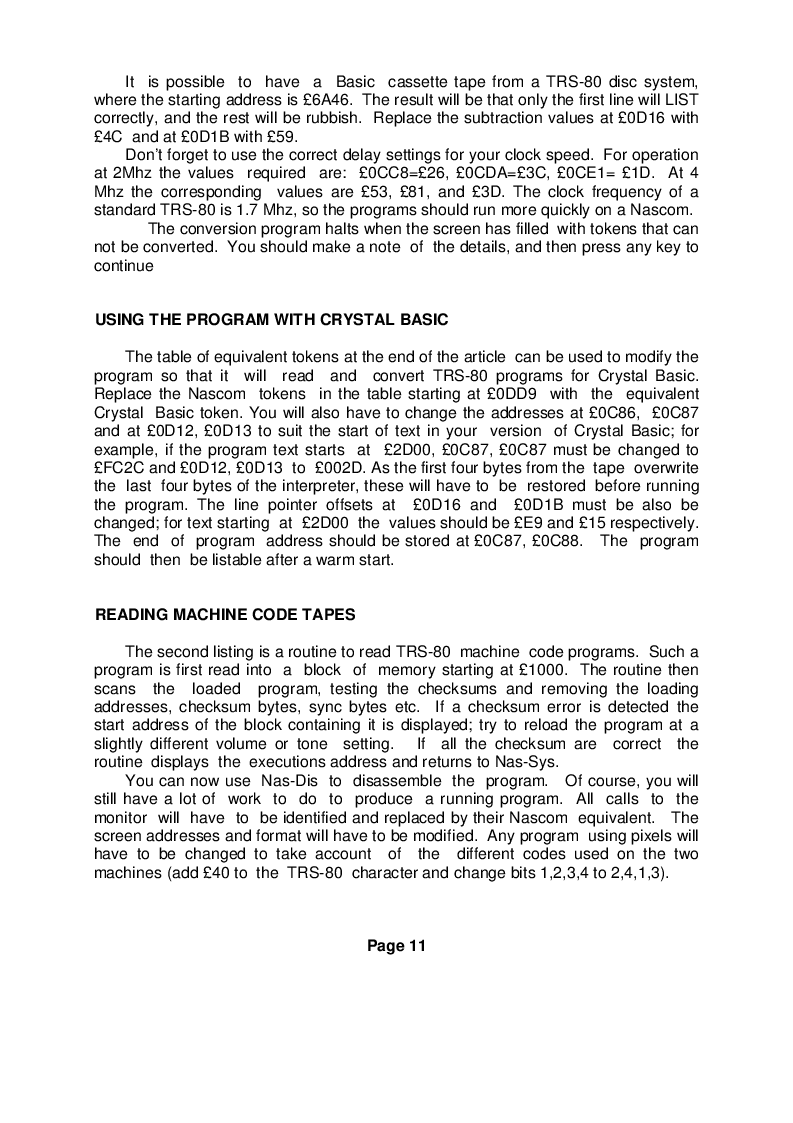 It is possible to have a Basic cassette tape from a TRS-80 disc system,
where the starting address is £6A46. The result will be that only the first line will LIST
correctly, and the rest will be rubbish. Replace the subtraction values at £0D16 with
£4C and at £0D1B with £59.
Don't forget to use the correct delay settings for your clock speed. For operation
at 2Mhz the values required are: £0CC8=£26, £0CDA=£3C, £0CE1= £1D. At 4
Mhz the corresponding values are £53, £81, and £3D. The clock frequency of a
standard TRS-80 is 1.7 Mhz, so the programs should run more quickly on a Nascom.
The conversion program halts when the screen has filled with tokens that can
not be converted. You should make a note of the details, and then press any key to
continue
USING THE PROGRAM WITH CRYSTAL BASIC
The table of equivalent tokens at the end of the article can be used to modify the
program so that it will read and convert TRS-80 programs for Crystal Basic.
Replace the Nascom tokens in the table starting at £0DD9 with the equivalent
Crystal Basic token. You will also have to change the addresses at £0C86, £0C87
and at £0D12, £0D13 to suit the start of text in your version of Crystal Basic; for
example, if the program text starts at £2D00, £0C87, £0C87 must be changed to
£FC2C and £0D12, £0D13 to £002D. As the first four bytes from the tape overwrite
the last four bytes of the interpreter, these will have to be restored before running
the program. The line pointer offsets at £0D16 and £0D1B must be also be
changed; for text starting at £2D00 the values should be £E9 and £15 respectively.
The end of program address should be stored at £0C87, £0C88. The program
should then be listable after a warm start.
READING MACHINE CODE TAPES
The second listing is a routine to read TRS-80 machine code programs. Such a
program is first read into a block of memory starting at £1000. The routine then
scans the loaded program, testing the checksums and removing the loading
addresses, checksum bytes, sync bytes etc. If a checksum error is detected the
start address of the block containing it is displayed; try to reload the program at a
slightly different volume or tone setting. If all the checksum are correct the
routine displays the executions address and returns to Nas-Sys.
You can now use Nas-Dis to disassemble the program. Of course, you will
still have a lot of work to do to produce a running program. All calls to the
monitor will have to be identified and replaced by their Nascom equivalent. The
screen addresses and format will have to be modified. Any program using pixels will
have to be changed to take account of the different codes used on the two
machines (add £40 to the TRS-80 character and change bits 1,2,3,4 to 2,4,1,3).
Page 11